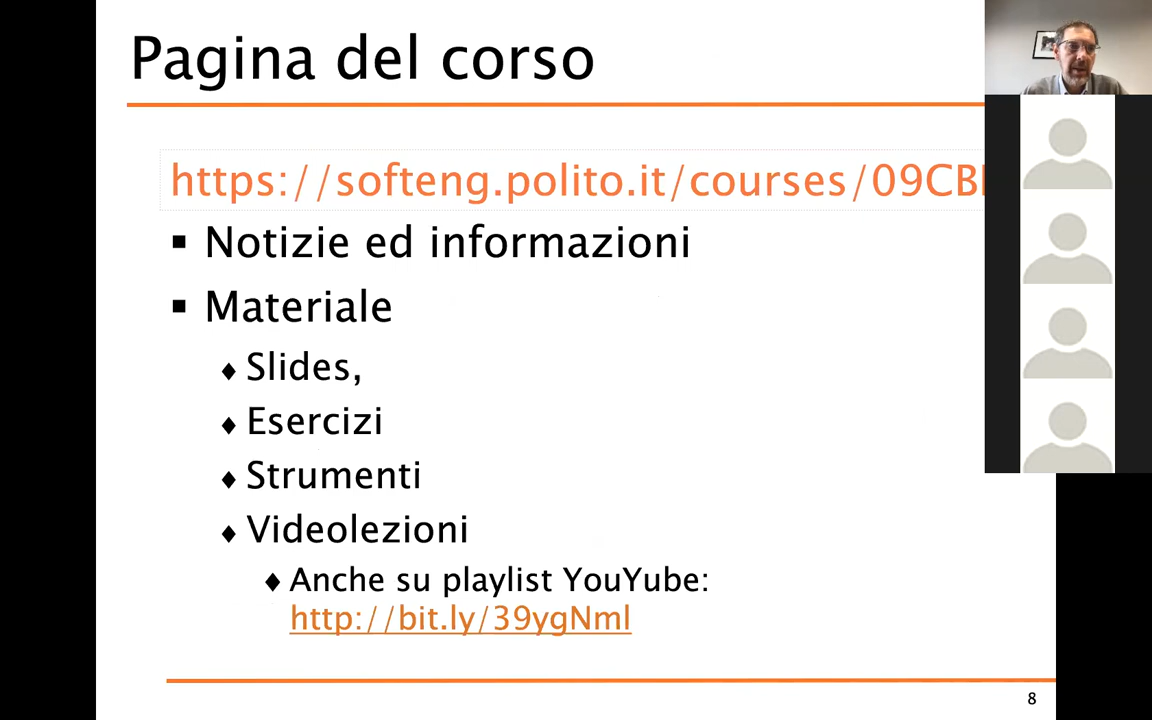 Pagina del corso
https://softeng.polito.it/courses/09CB
▪ Notizie ed informazioni
▪ Materiale
♦ Slides,
♦ Esercizi
♦ Strumenti
♦ Videolezioni
♦ Anche su playlist YouYube:
http://bit.ly/39ygNml
8